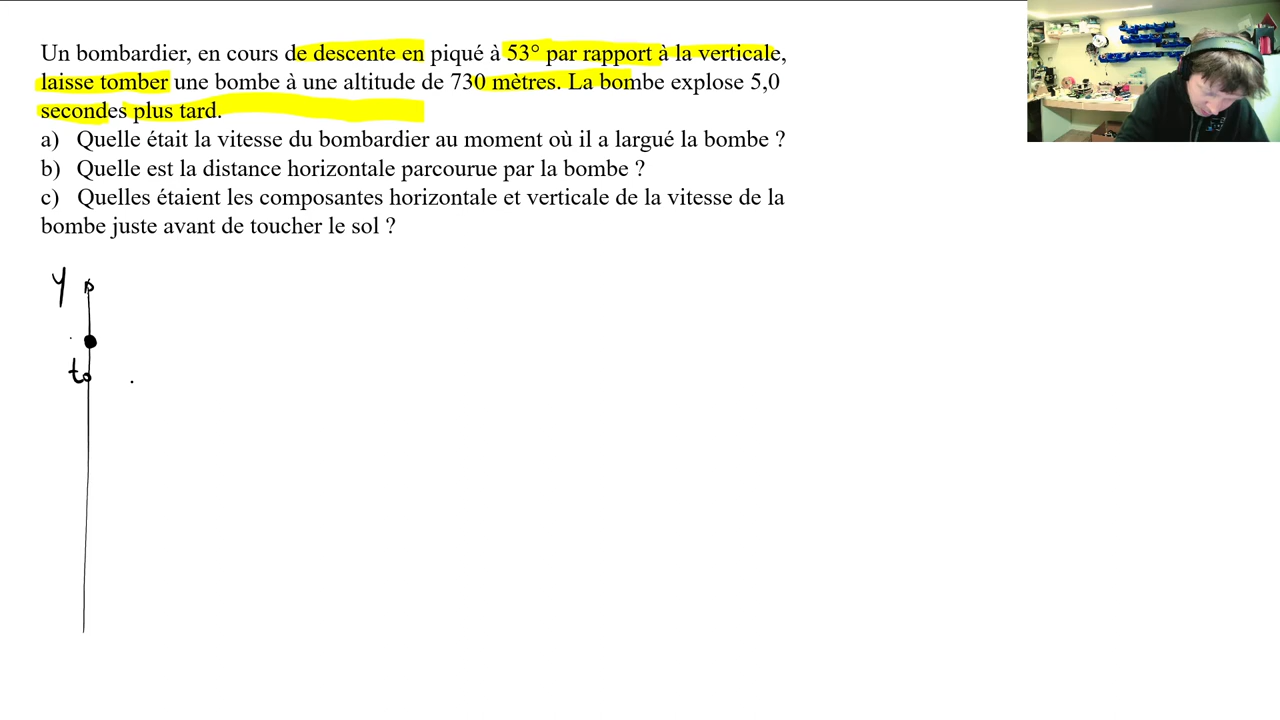 Un bombardier, en cours de descente en piqué à 53° par rapport à la verticale,
laisse tomber une bombe à une altitude de 730 mètres. La bombe explose 5,0
secondes plus tard.
a) Quelle était la vitesse du bombardier au moment où il a largué la bombe ?
b) Quelle est la distance horizontale parcourue par la bombe ?
c) Quelles étaient les composantes horizontale et verticale de la vitesse de la
bombe juste avant de toucher le sol ?
y
to